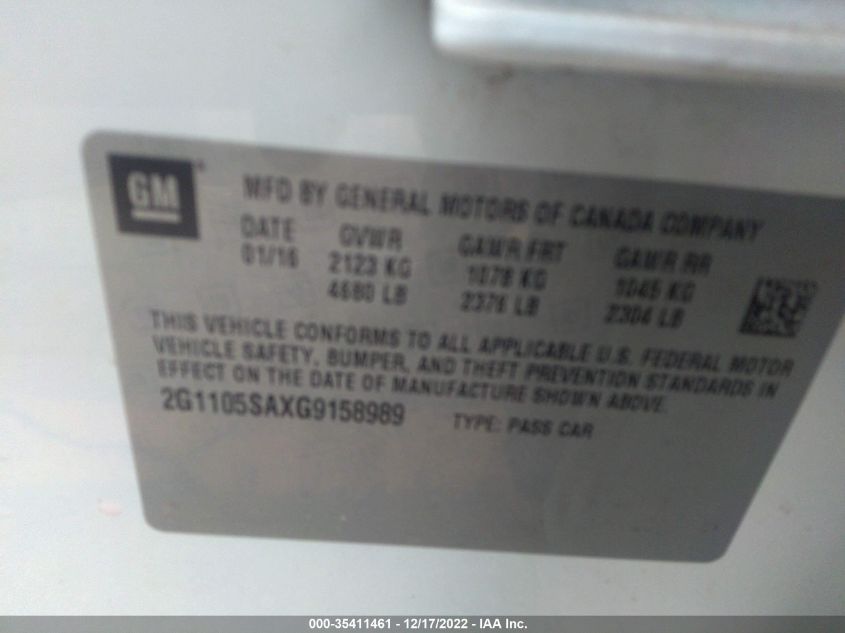 GM
MFD BY GENERAL MOTORS OF CANADA COMPANY
DATE GVWR GAWR FRT GAWR RR
01/16 2123 KG 1078 KG 1045 KG
4680 LB 2376 LB 2304 LB
THIS VEHICLE CONFORMS TO ALL APPLICABLE U.S. FEDERAL MOTOR
VEHICLE SAFETY, BUMPER, AND THEFT PREVENTION STANDARDS IN
EFFECT ON THE DATE OF MANUFACTURE SHOWN ABOVE.
2G1105SAXG9158989 TYPE: PASS CAR
000-35411461 - 12/17/2022 - IAA Inc.